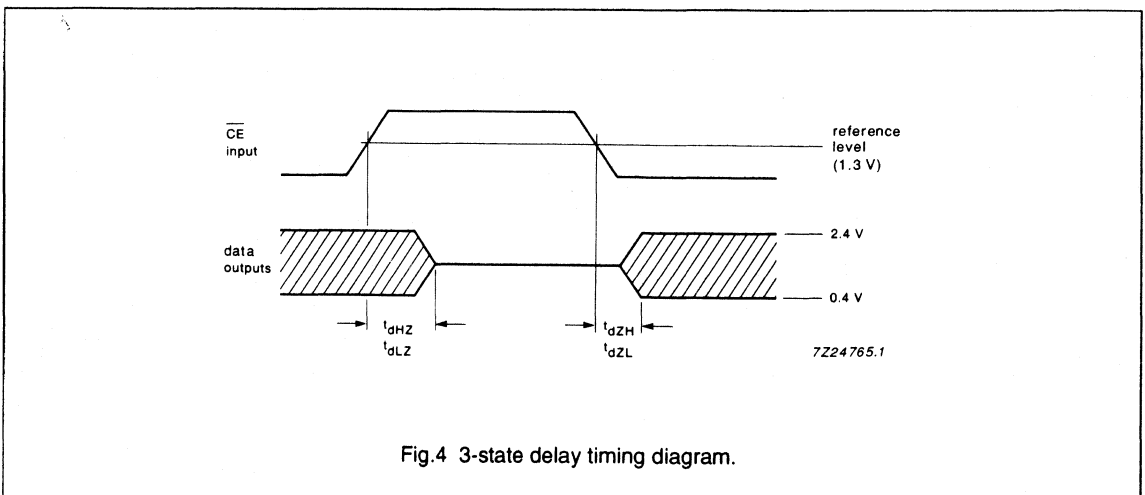 CE
input
reference
level
(1.3 V)
data
outputs
2.4 V
0.4 V
tdHZ
tdLZ
tdZH
tdZL
7Z24765.1
Fig.4 3-state delay timing diagram.